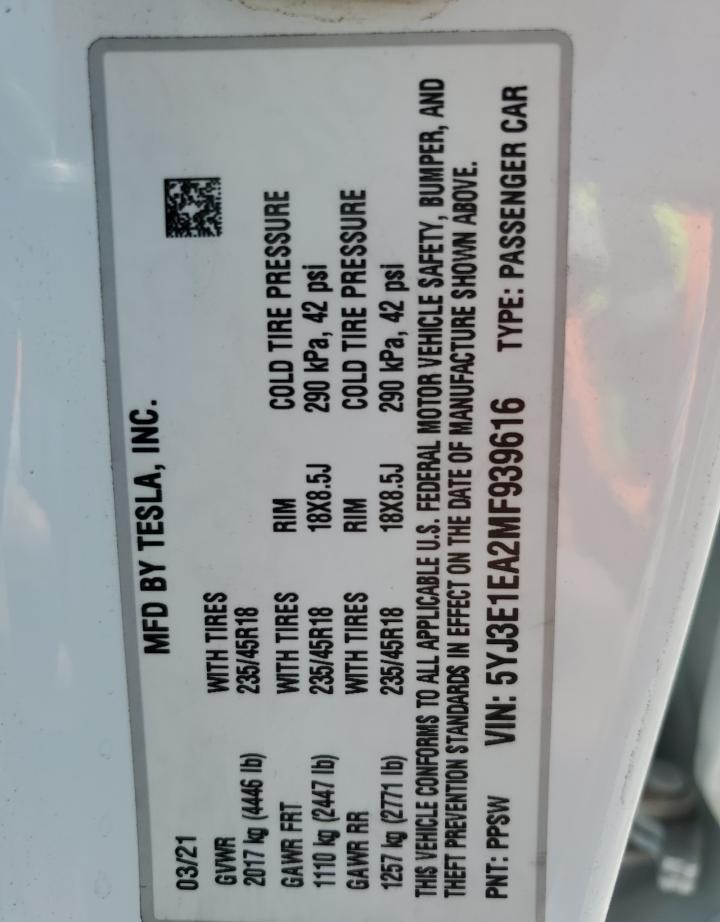 MFD BY TESLA, INC.
03/21
GVWR WITH TIRES
2017 kg (4446 lb) 235/45R18
GAWR FRT WITH TIRES RIM COLD TIRE PRESSURE
1110 kg (2447 lb) 235/45R18 18X8.5J 290 kPa, 42 psi
GAWR RR WITH TIRES RIM COLD TIRE PRESSURE
1257 kg (2771 lb) 235/45R18 18X8.5J 290 kPa, 42 psi
THIS VEHICLE CONFORMS TO ALL APPLICABLE U.S. FEDERAL MOTOR VEHICLE SAFETY, BUMPER, AND
THEFT PREVENTION STANDARDS IN EFFECT ON THE DATE OF MANUFACTURE SHOWN ABOVE.
PNT: PPSW VIN: 5YJ3E1EA2MF939616 TYPE: PASSENGER CAR